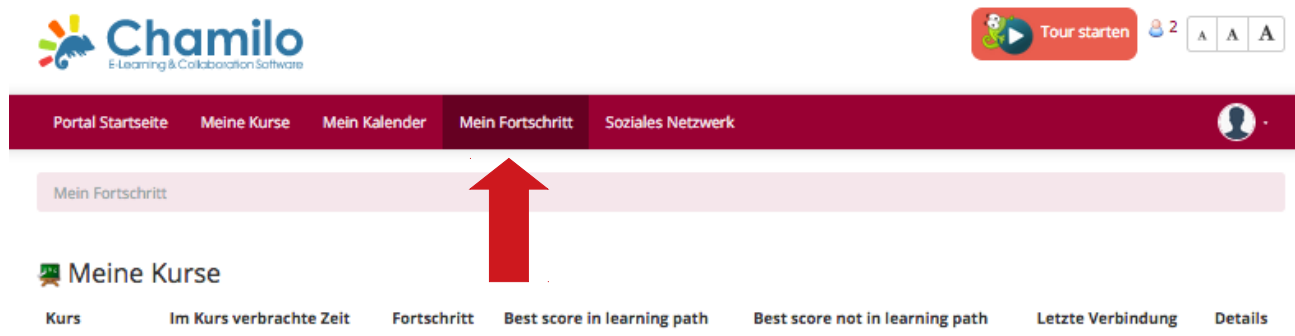 Chamilo
E-Learning & Collaboration Software
Tour starten 2 A A A
Portal Startseite Meine Kurse Mein Kalender Mein Fortschritt Soziales Netzwerk
Mein Fortschritt
Meine Kurse
Kurs Im Kurs verbrachte Zeit Fortschritt Best score in learning path Best score not in learning path Letzte Verbindung Details